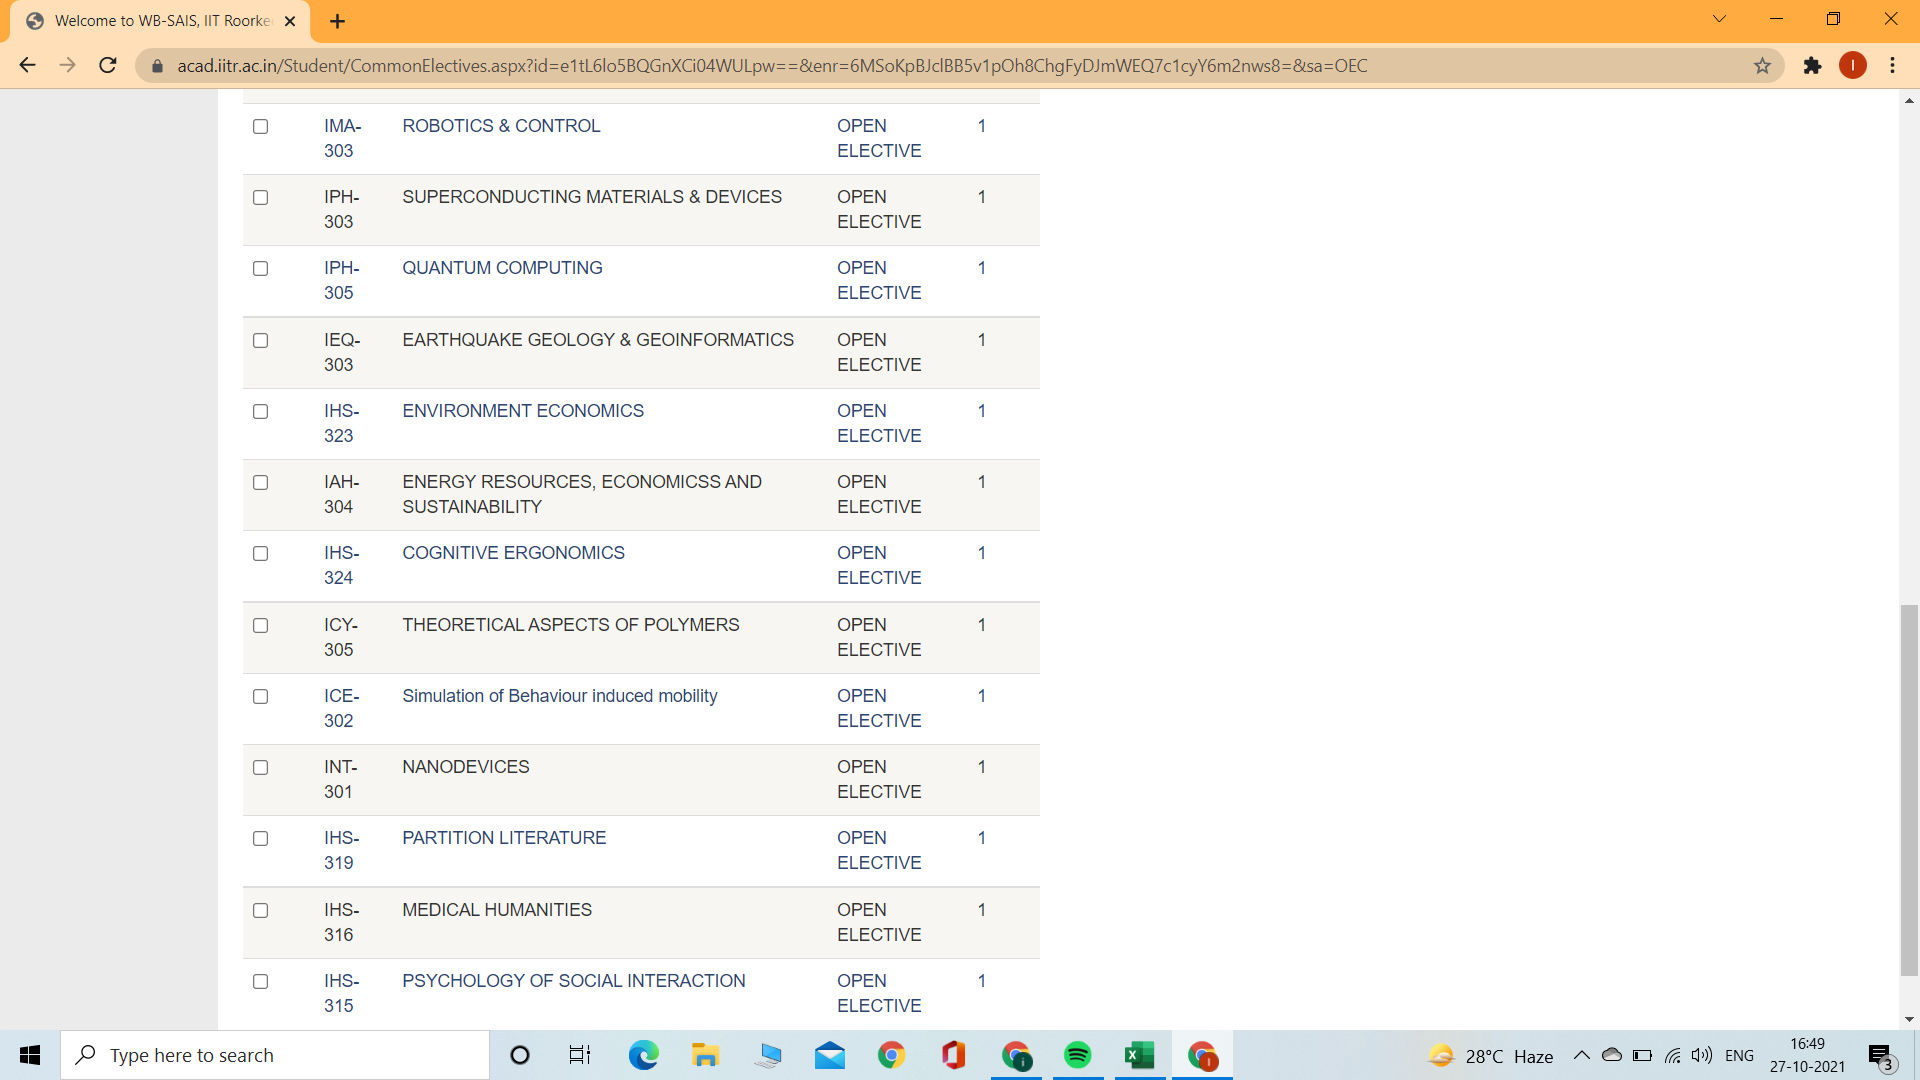 Welcome to WB-SAIS, IIT Roorke
acad.iitr.ac.in/Student/CommonElectives.aspx?id=e1tL6lo5BQGnXCi04WULpw==&enr=6MSoKpBJclBB5v1pOh8ChgFyDJmWEQ7c1cyY6m2nws8=&sa=OEC
I
IMA-303 ROBOTICS & CONTROL OPEN ELECTIVE 1
IPH-303 SUPERCONDUCTING MATERIALS & DEVICES OPEN ELECTIVE 1
IPH-305 QUANTUM COMPUTING OPEN ELECTIVE 1
IEQ-303 EARTHQUAKE GEOLOGY & GEOINFORMATICS OPEN ELECTIVE 1
IHS-323 ENVIRONMENT ECONOMICS OPEN ELECTIVE 1
IAH-304 ENERGY RESOURCES, ECONOMICSS AND SUSTAINABILITY OPEN ELECTIVE 1
IHS-324 COGNITIVE ERGONOMICS OPEN ELECTIVE 1
ICY-305 THEORETICAL ASPECTS OF POLYMERS OPEN ELECTIVE 1
ICE-302 Simulation of Behaviour induced mobility OPEN ELECTIVE 1
INT-301 NANODEVICES OPEN ELECTIVE 1
IHS-319 PARTITION LITERATURE OPEN ELECTIVE 1
IHS-316 MEDICAL HUMANITIES OPEN ELECTIVE 1
IHS-315 PSYCHOLOGY OF SOCIAL INTERACTION OPEN ELECTIVE 1
Type here to search
28°C Haze
ENG
16:49
27-10-2021
3